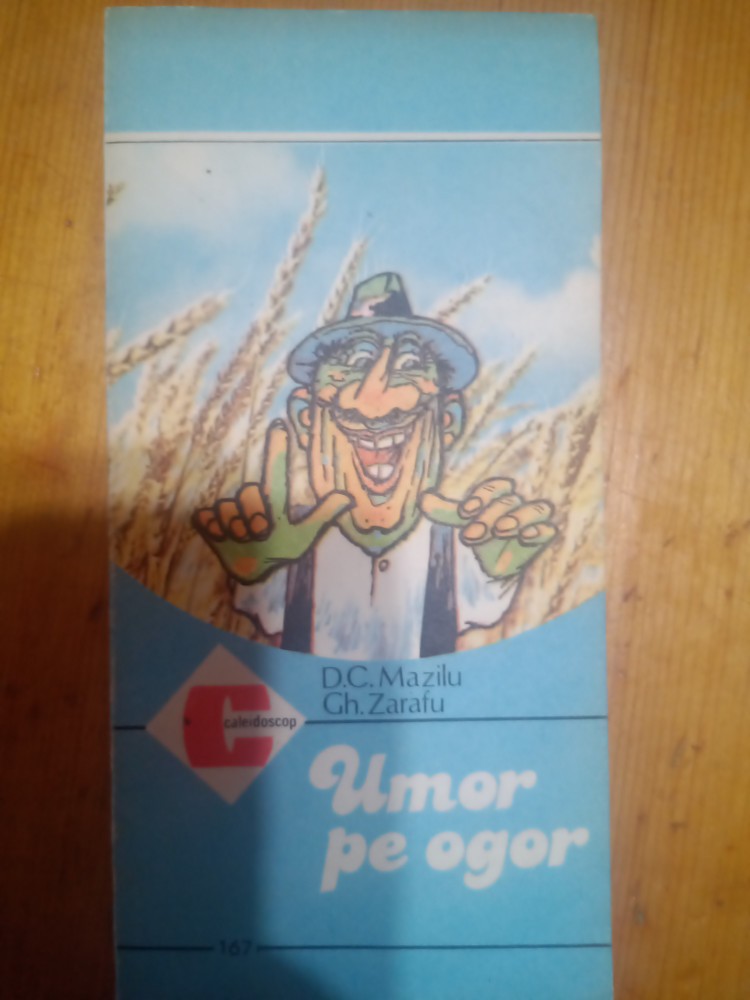 D.C. Mazilu
Gh. Zarafu
C
caleidoscop
Umor
pe ogor
167